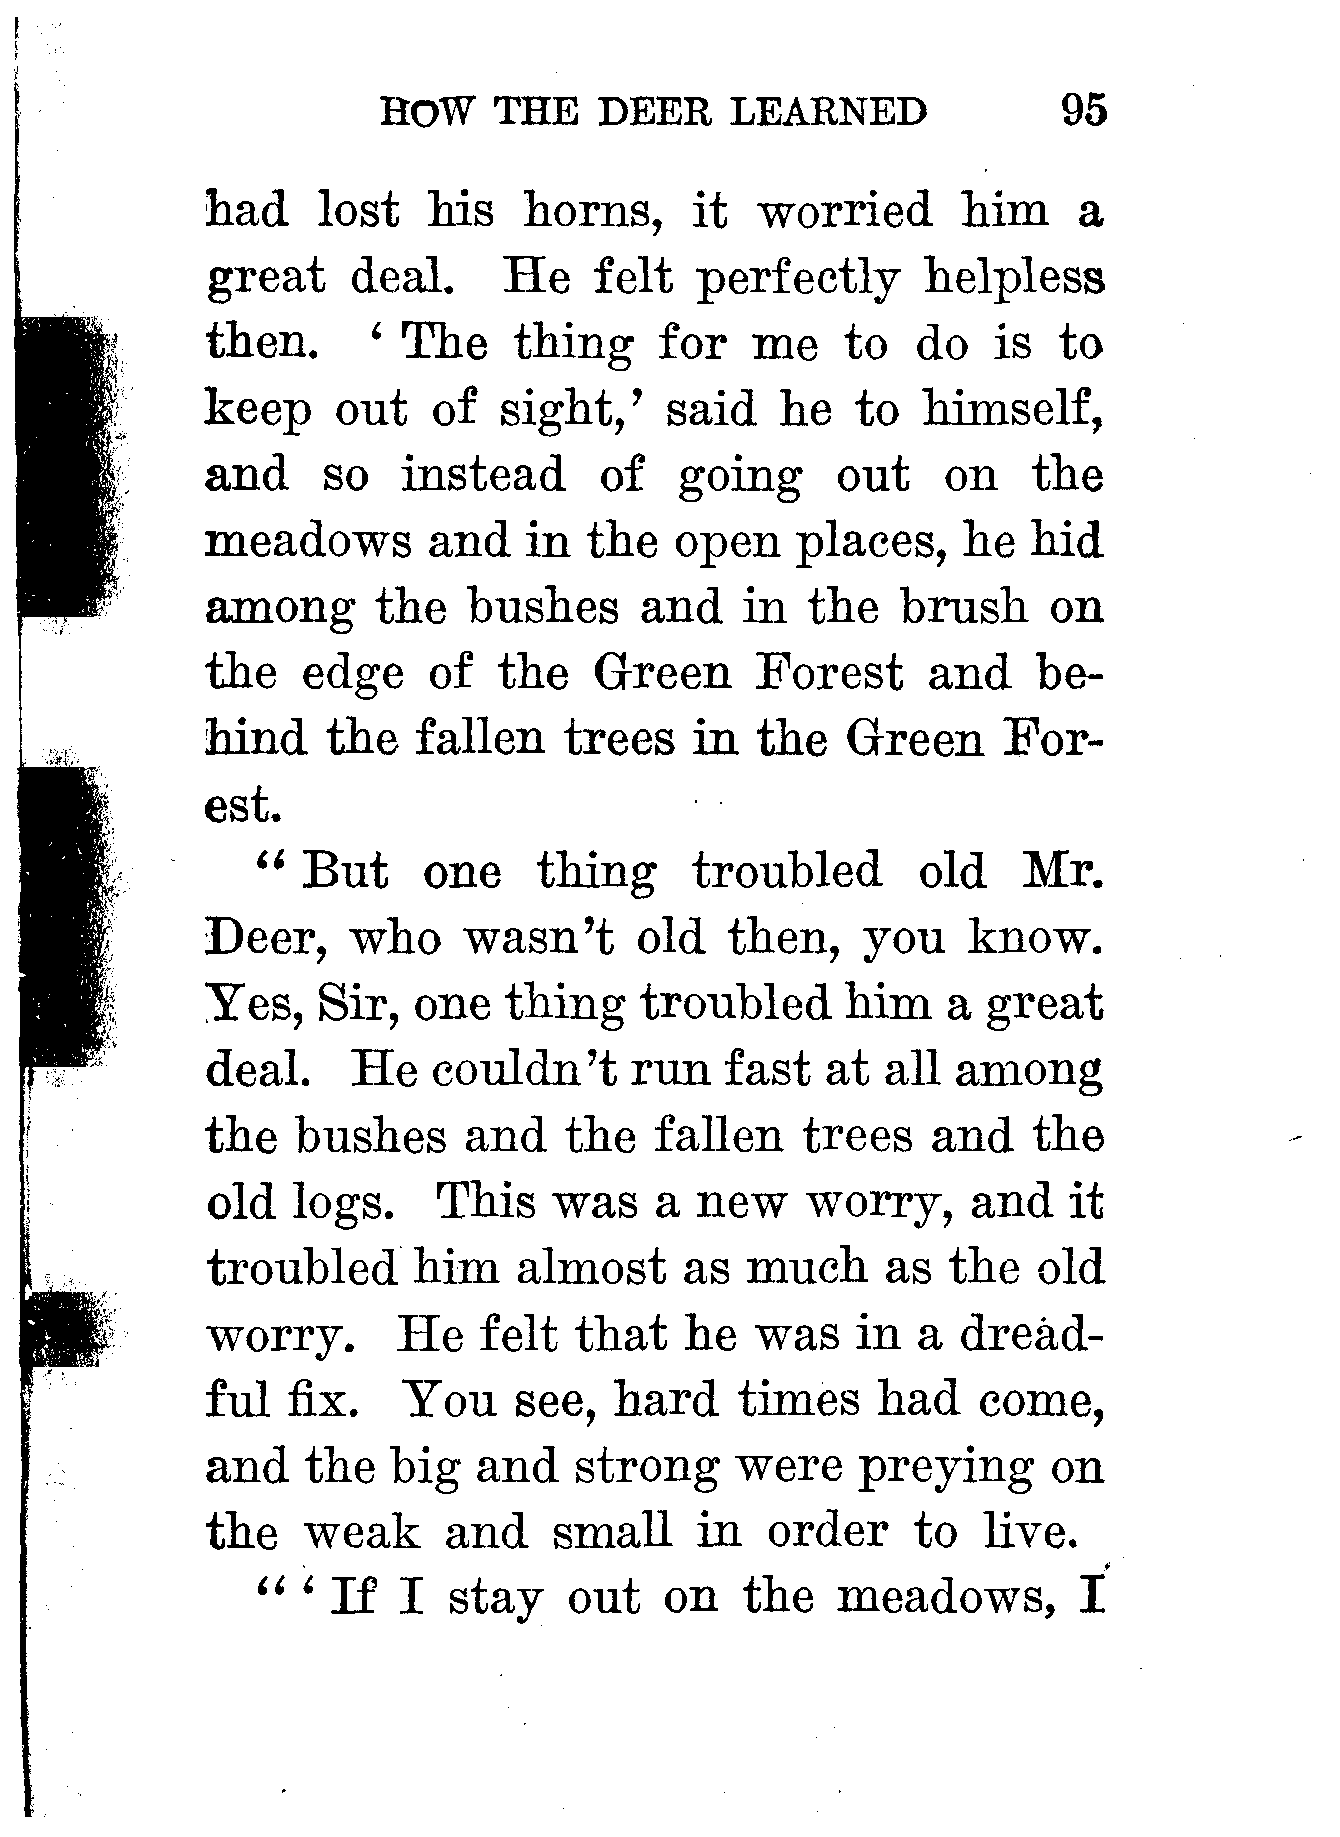 HOW THE DEER LEARNED 95
had lost his horns, it worried him a
great deal. He felt perfectly helpless
then. ‘ The thing for me to do is to
keep out of sight,’ said he to himself,
and so instead of going out on the
meadows and in the open places, he hid
among the bushes and in the brush on
the edge of the Green Forest and be-
hind the fallen trees in the Green For-
est.
“ But one thing troubled old Mr.
Deer, who wasn’t old then, you know.
Yes, Sir, one thing troubled him a great
deal. He couldn’t run fast at all among
the bushes and the fallen trees and the
old logs. This was a new worry, and it
troubled him almost as much as the old
worry. He felt that he was in a dread-
ful fix. You see, hard times had come,
and the big and strong were preying on
the weak and small in order to live.
“ ‘ If I stay out on the meadows, I